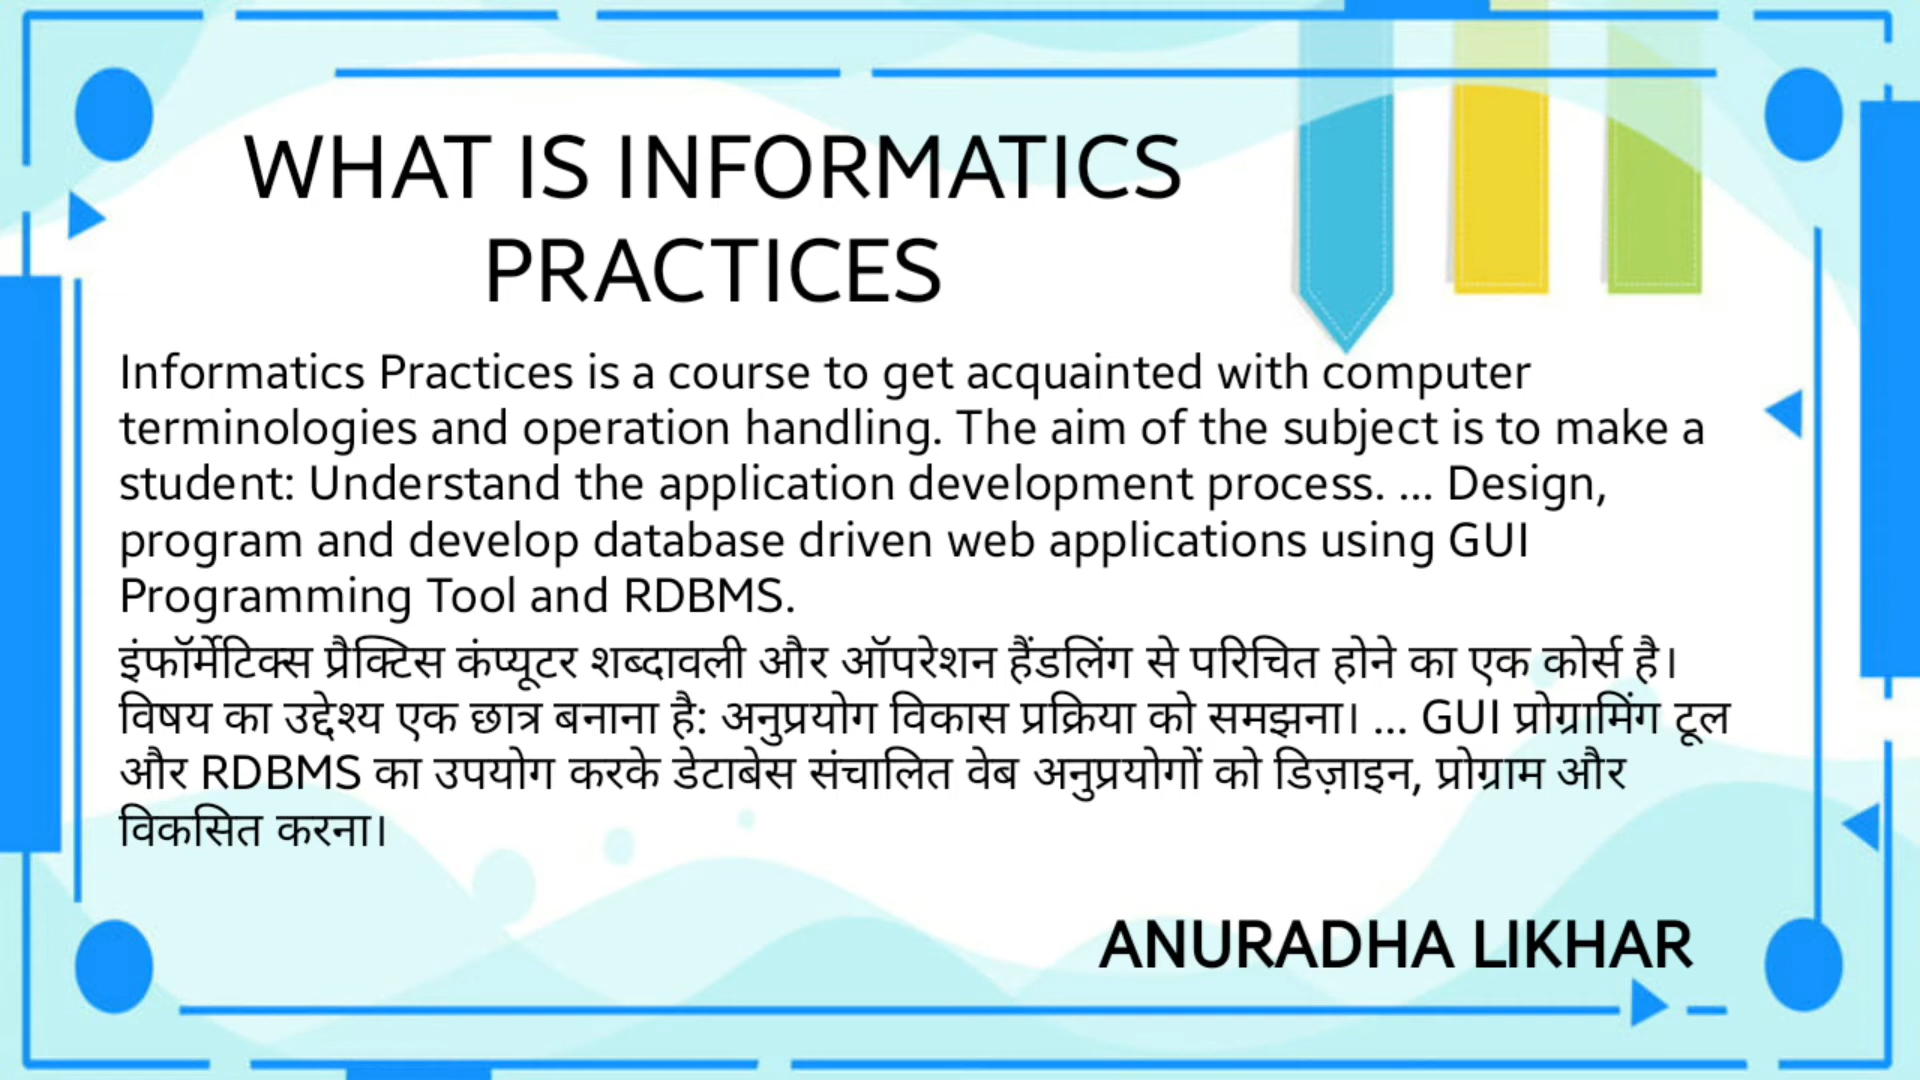 WHAT IS INFORMATICS
PRACTICES
Informatics Practices is a course to get acquainted with computer
terminologies and operation handling. The aim of the subject is to make a
student: Understand the application development process. ... Design,
program and develop database driven web applications using GUI
Programming Tool and RDBMS.
इंफॉर्मेटिक्स प्रैक्टिस कंप्यूटर शब्दावली और ऑपरेशन हैंडलिंग से परिचित होने का एक कोर्स है।
विषय का उद्देश्य एक छात्र बनाना है: अनुप्रयोग विकास प्रक्रिया को समझना। ... GUI प्रोग्रामिंग टूल
और RDBMS का उपयोग करके डेटाबेस संचालित वेब अनुप्रयोगों को डिज़ाइन, प्रोग्राम और
विकसित करना।
ANURADHA LIKHAR